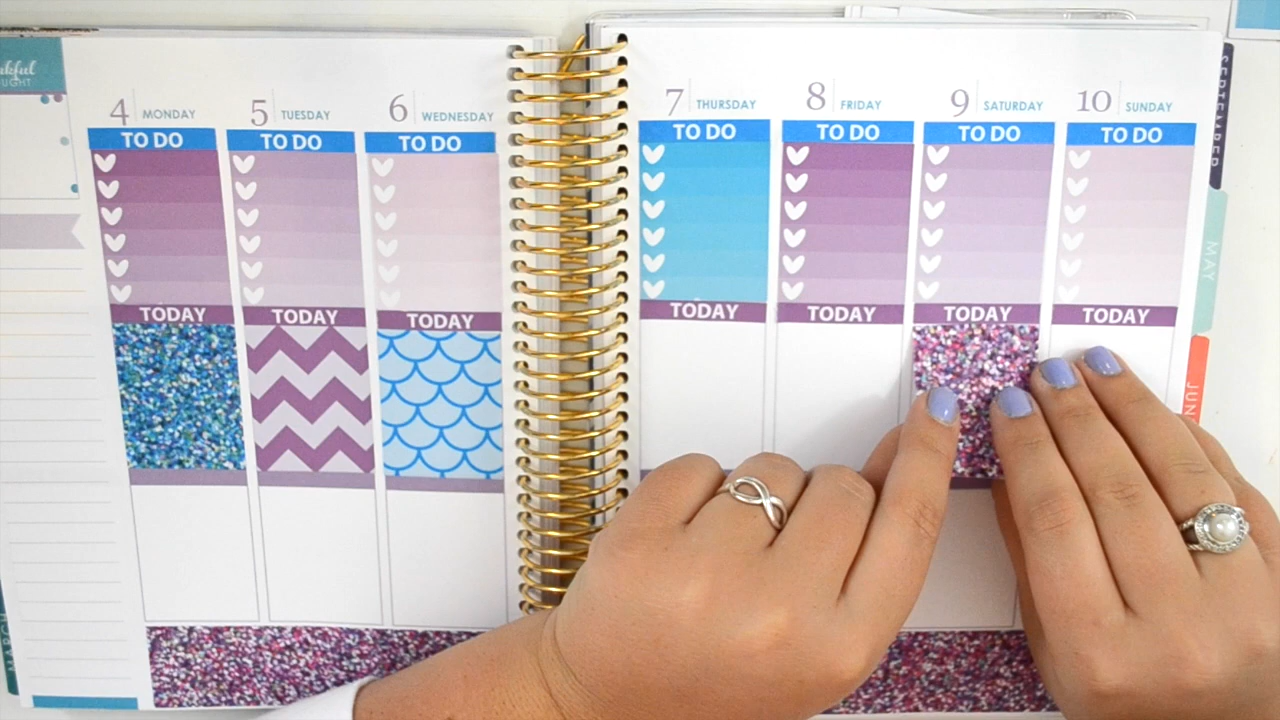 4 MONDAY
5 TUESDAY
6 WEDNESDAY
7 THURSDAY
8 FRIDAY
9 SATURDAY
10 SUNDAY
TO DO
TO DO
TO DO
TO DO
TO DO
TO DO
TO DO
TODAY
TODAY
TODAY
TODAY
TODAY
TODAY
TODAY
SEPTEMBER
MAY
MARCH